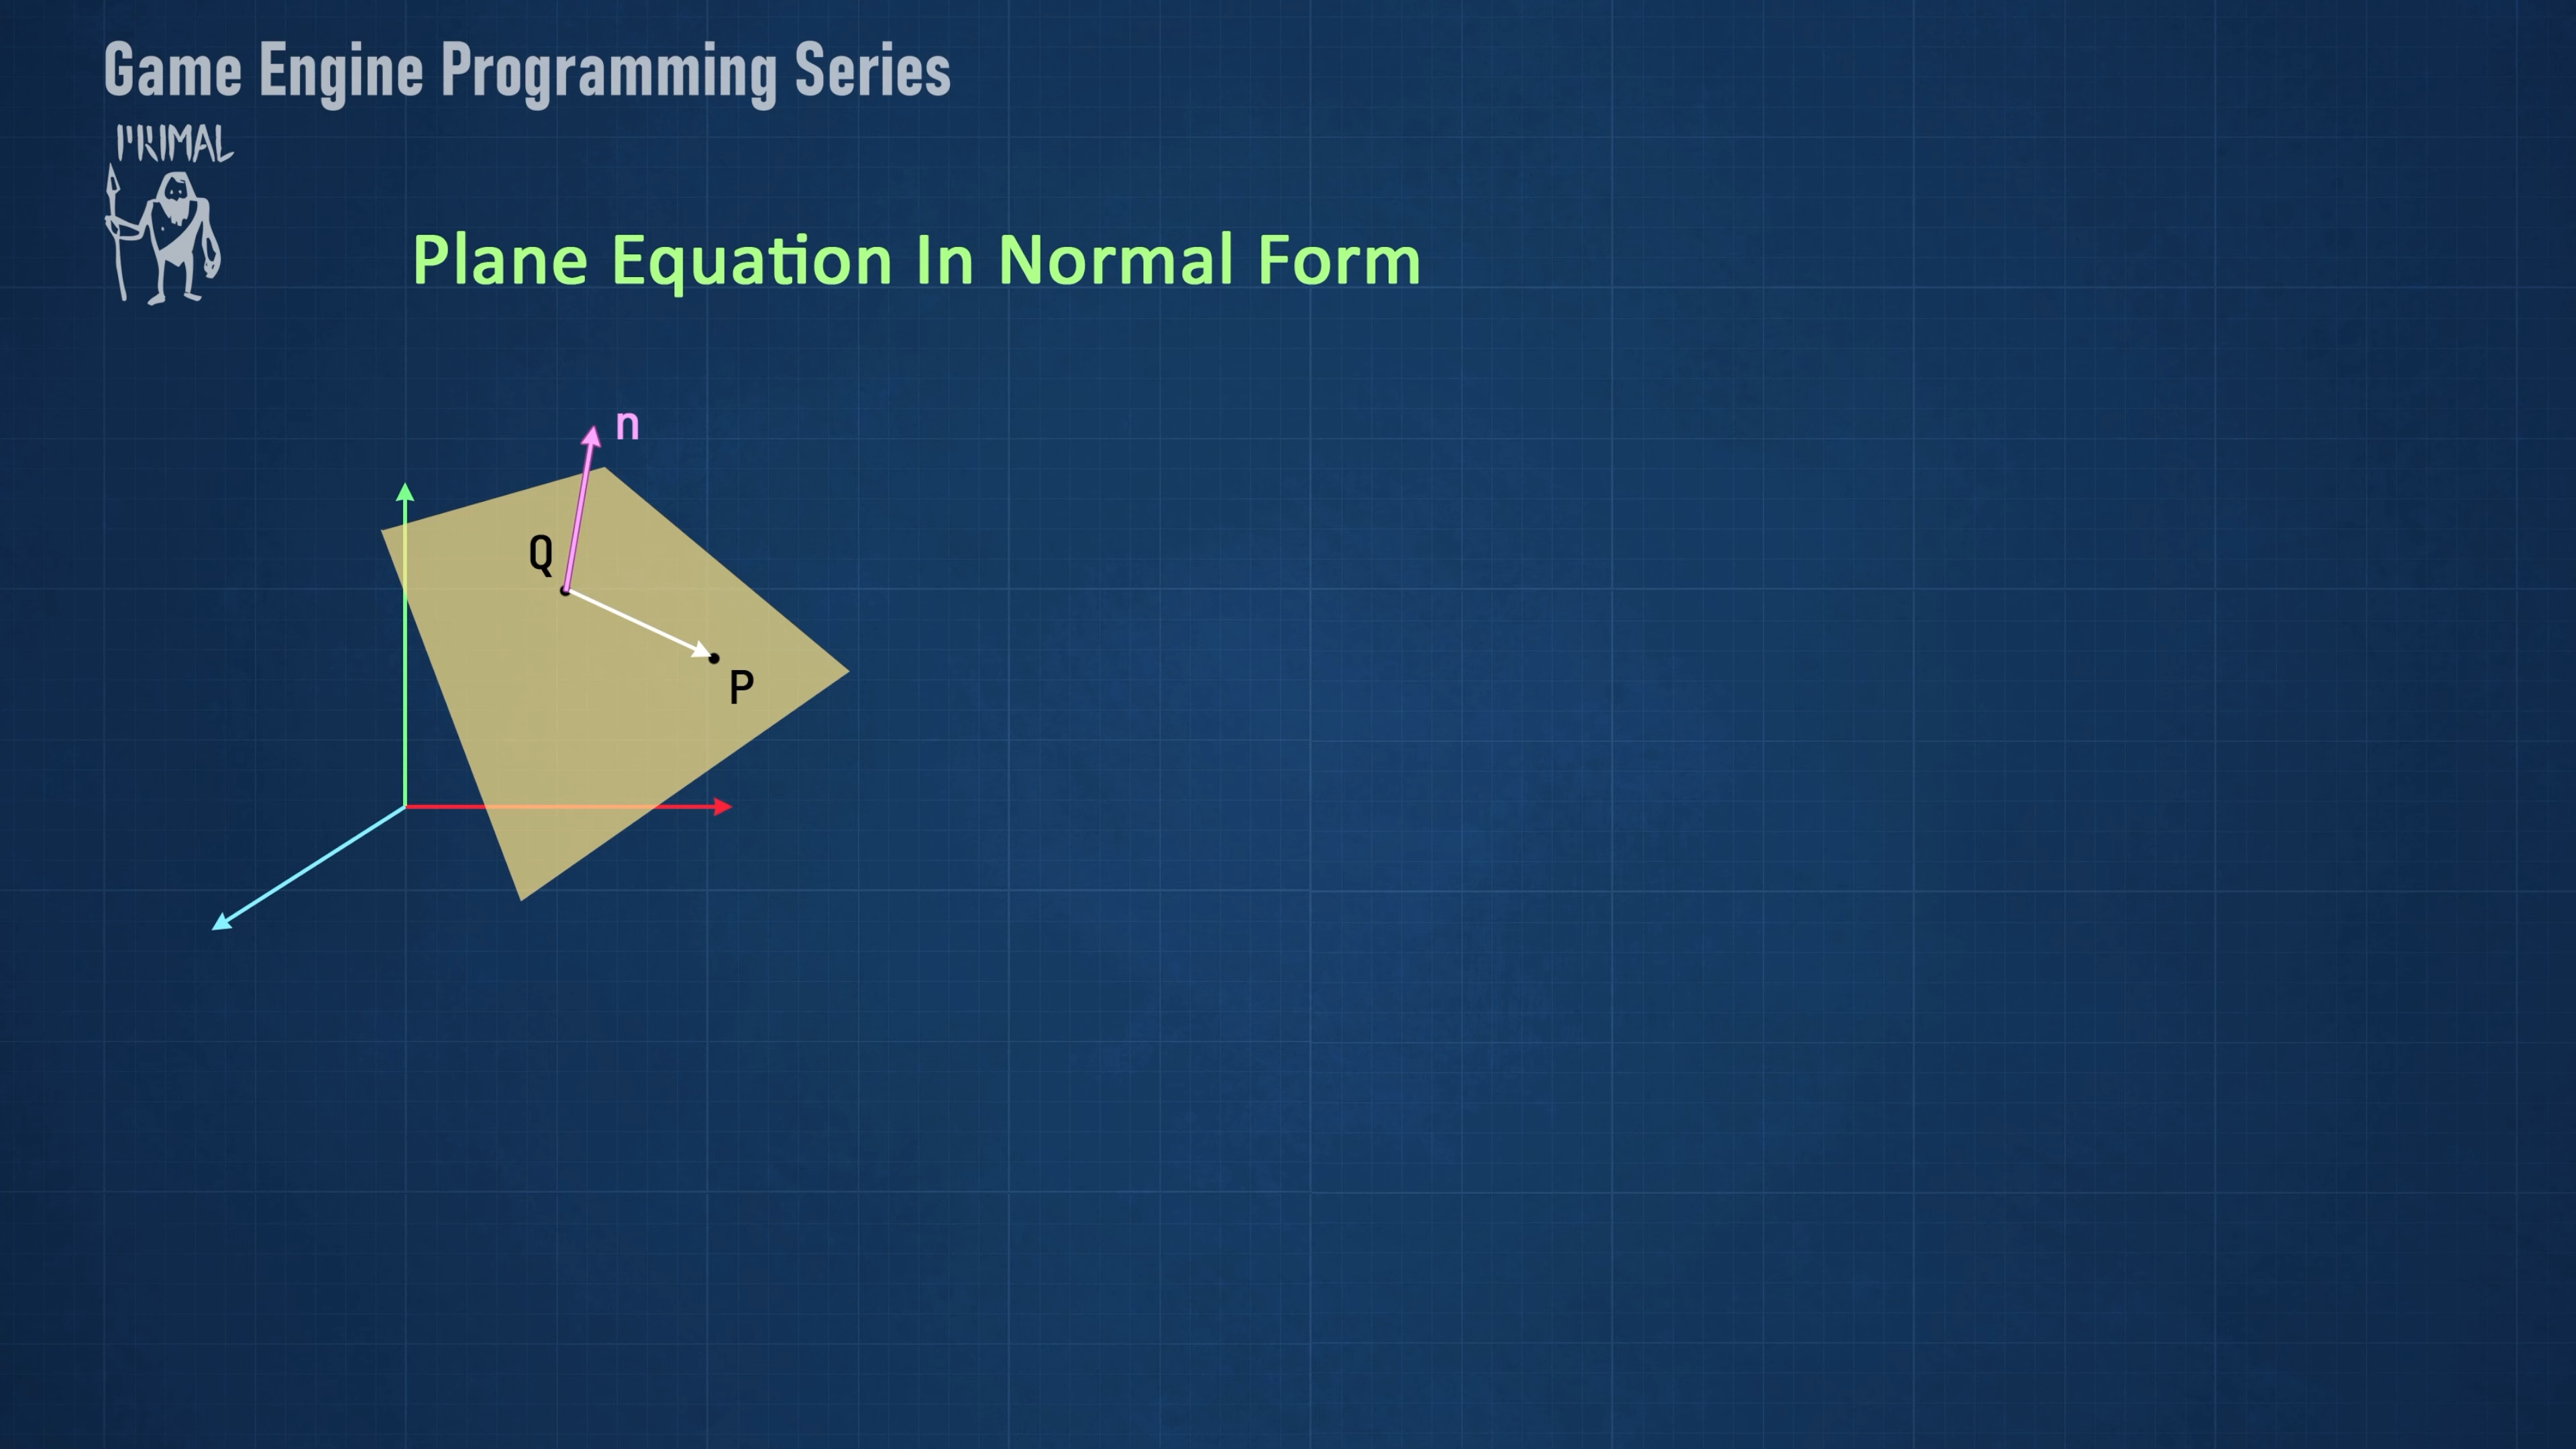 Game Engine Programming Series
PRIMAL
Plane Equation In Normal Form
n
Q
P